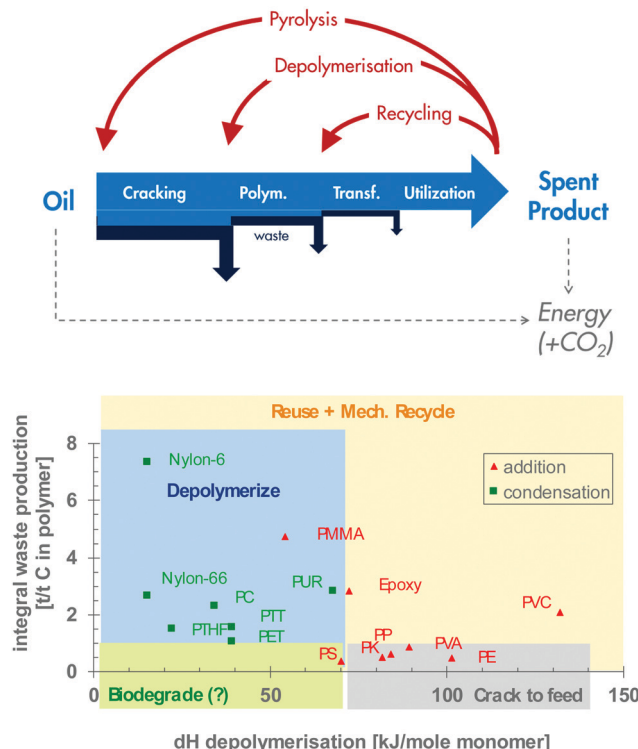 Pyrolysis
Depolymerisation
Recycling
Oil
Cracking
Polym.
Transf.
Utilization
Spent
Product
waste
Energy
(+CO₂)
Reuse + Mech. Recycle
8
Nylon-6
addition
condensation
Depolymerize
6
PMMA
4
Nylon-66
PUR
Epoxy
PC
PVC
2
PTT
PTHF
PET
PP
PVA
PS
PK
PE
0
Biodegrade (?)
Crack to feed
0
50
100
150
integral waste production
[t/t C in polymer]
dH depolymerisation [kJ/mole monomer]